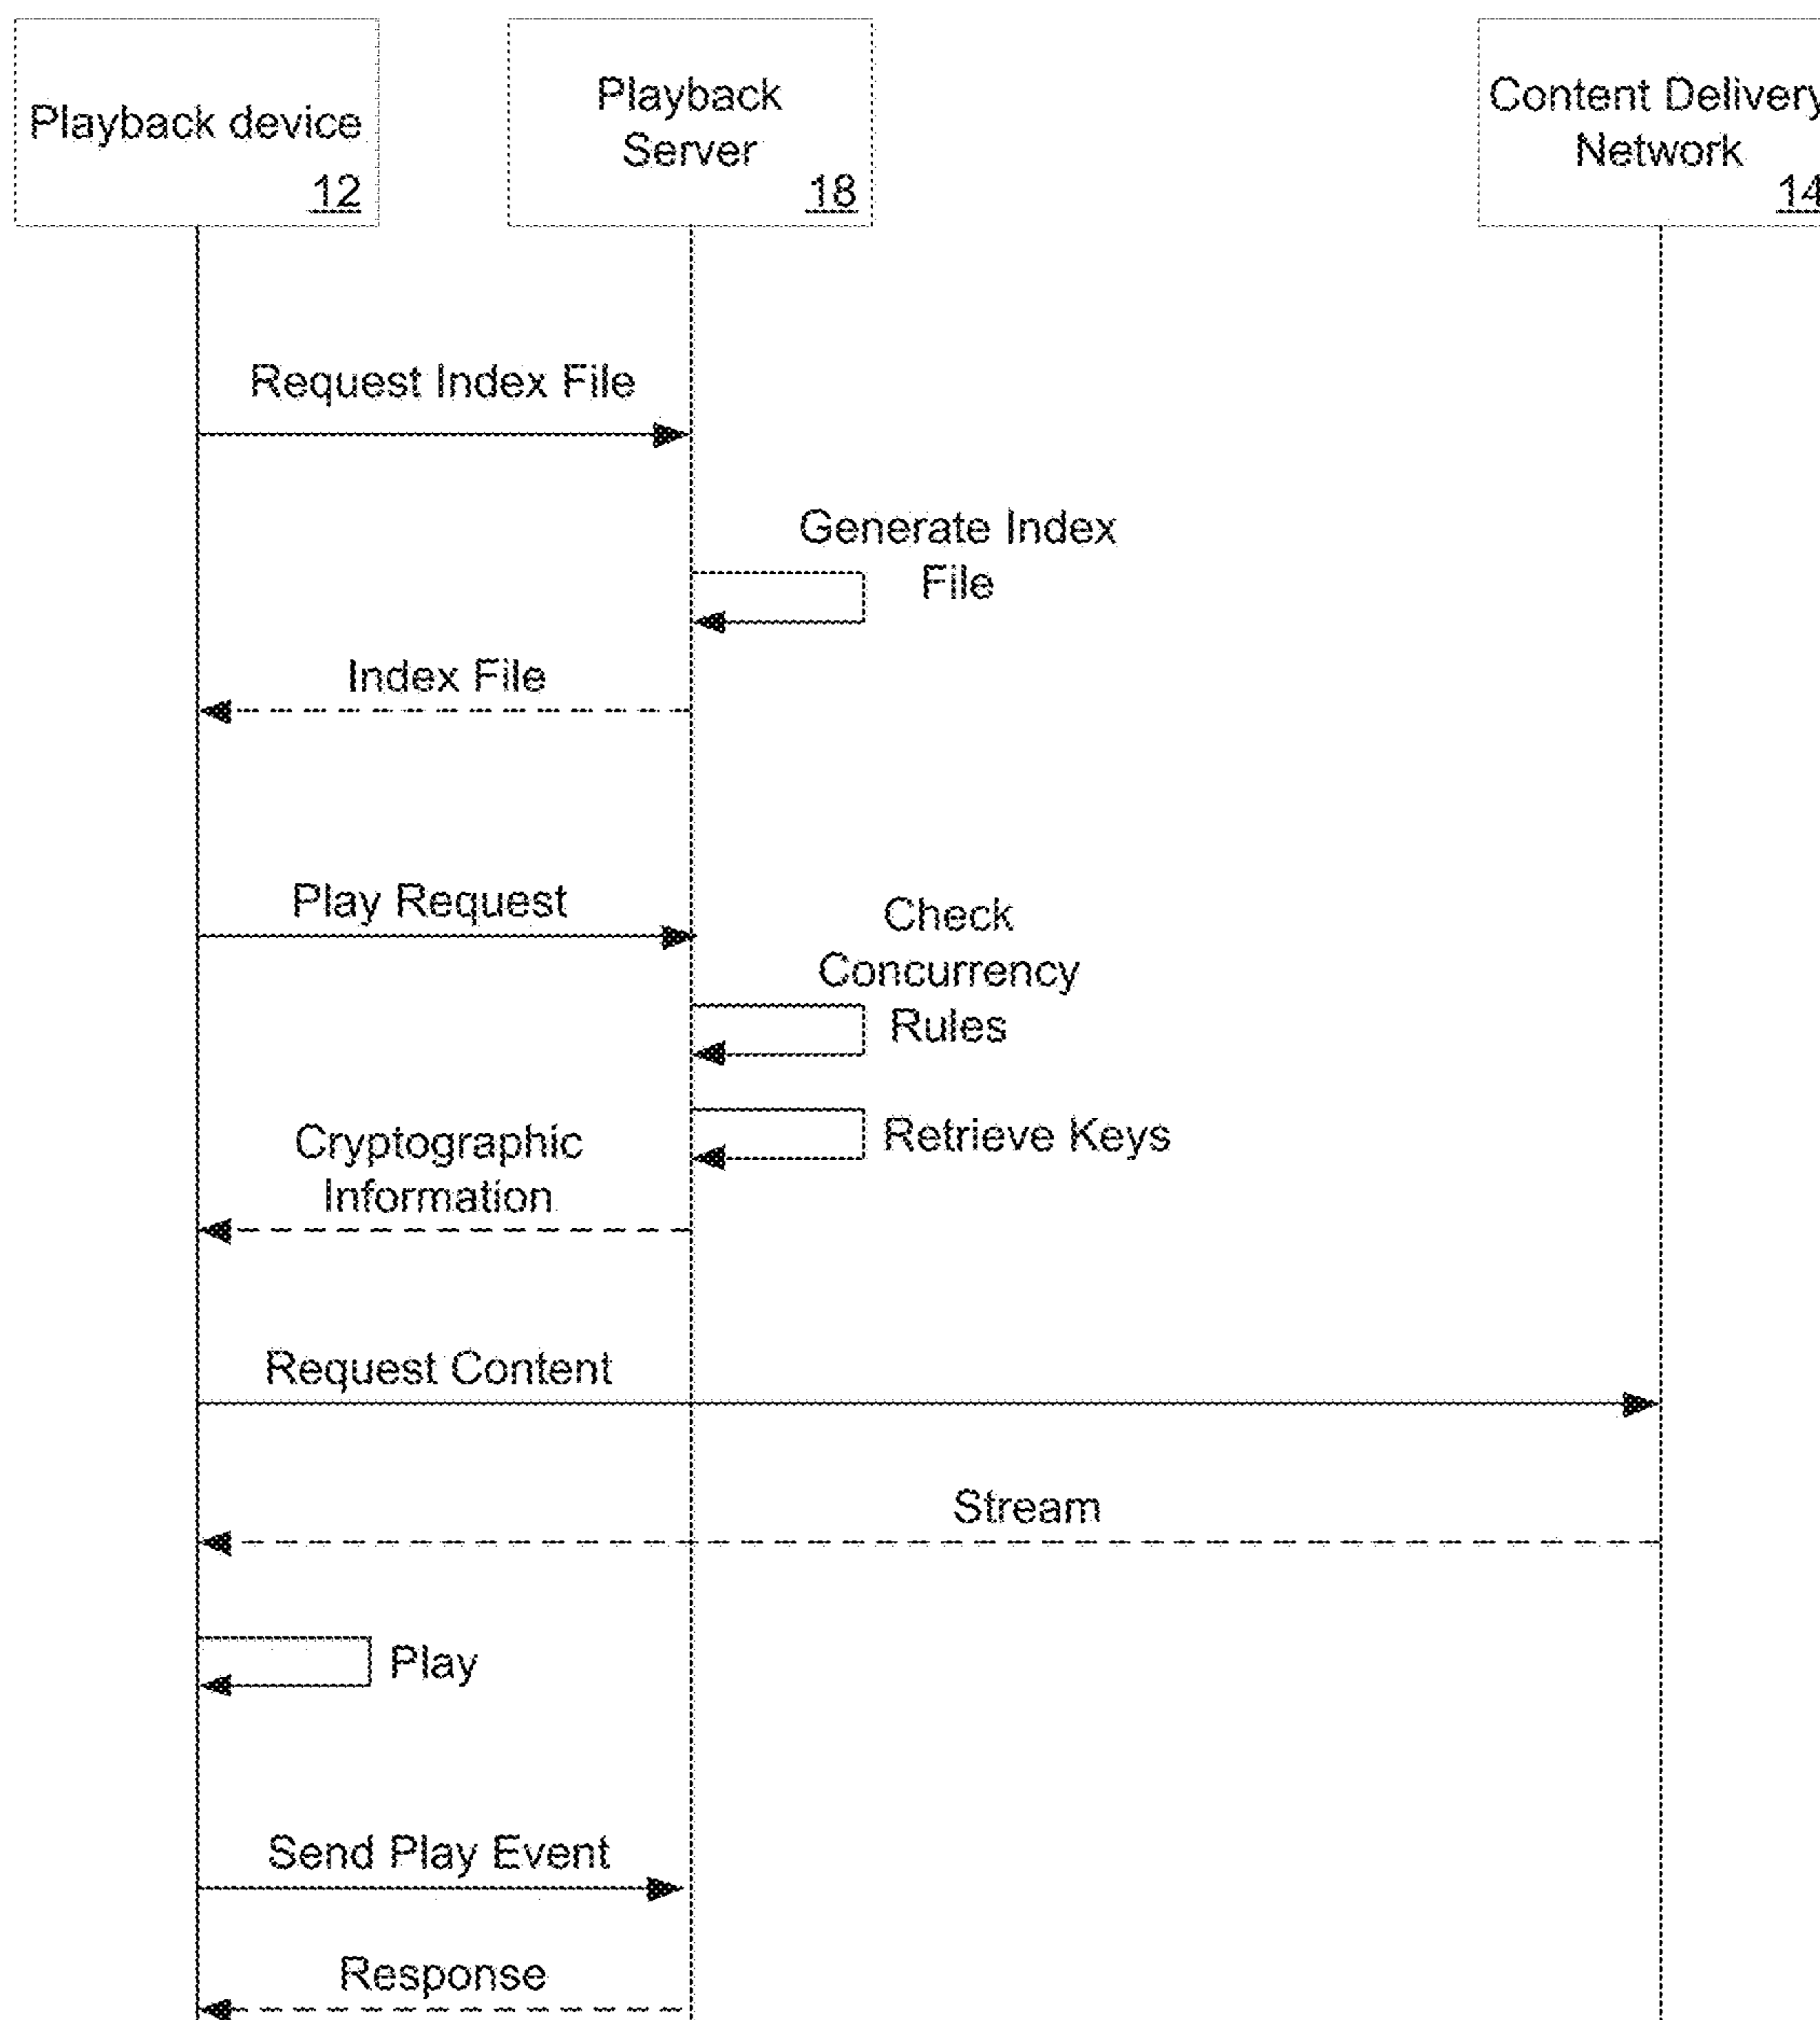 Playback device
12
Playback
Server
18
Content Delivery
Network
14
Request Index File
Generate Index
File
Index File
Play Request
Check
Concurrency
Rules
Retrieve Keys
Cryptographic
Information
Request Content
Stream
Play
Send Play Event
Response